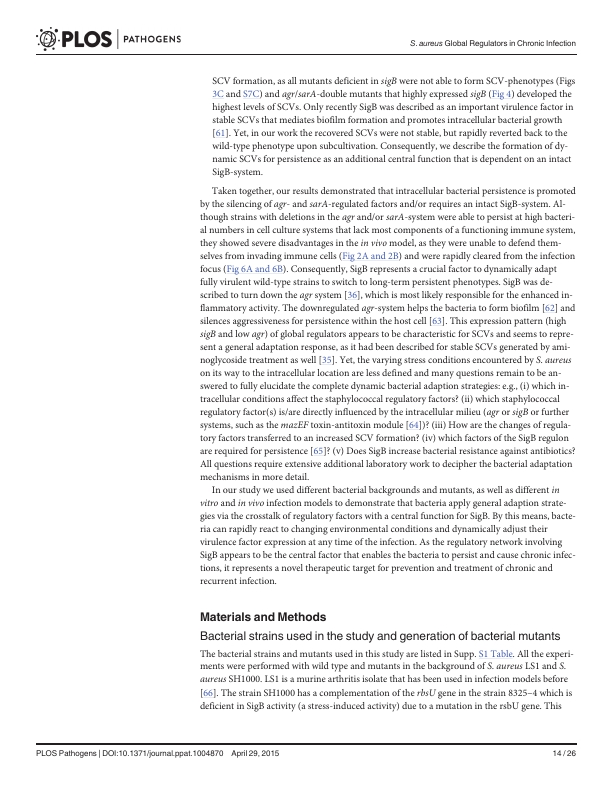 PLOS | PATHOGENS
S. aureus Global Regulators in Chronic Infection
SCV formation, as all mutants deficient in sigB were not able to form SCV-phenotypes (Figs
3C and S7C) and agr/sarA-double mutants that highly expressed sigB (Fig 4) developed the
highest levels of SCVs. Only recently SigB was described as an important virulence factor in
stable SCVs that mediates biofilm formation and promotes intracellular bacterial growth
[61]. Yet, in our work the recovered SCVs were not stable, but rapidly reverted back to the
wild-type phenotype upon subcultivation. Consequently, we describe the formation of dy-
namic SCVs for persistence as an additional central function that is dependent on an intact
SigB-system.
Taken together, our results demonstrated that intracellular bacterial persistence is promoted
by the silencing of agr- and sarA-regulated factors and/or requires an intact SigB-system. Al-
though strains with deletions in the agr and/or sarA-system were able to persist at high bacteri-
al numbers in cell culture systems that lack most components of a functioning immune system,
they showed severe disadvantages in the in vivo model, as they were unable to defend them-
selves from invading immune cells (Fig 2A and 2B) and were rapidly cleared from the infection
focus (Fig 6A and 6B). Consequently, SigB represents a crucial factor to dynamically adapt
fully virulent wild-type strains to switch to long-term persistent phenotypes. SigB was de-
scribed to turn down the agr system [36], which is most likely responsible for the enhanced in-
flammatory activity. The downregulated agr-system helps the bacteria to form biofilm [62] and
silences aggressiveness for persistence within the host cell [63]. This expression pattern (high
sigB and low agr) of global regulators appears to be characteristic for SCVs and seems to repre-
sent a general adaptation response, as it had been described for stable SCVs generated by ami-
noglycoside treatment as well [35]. Yet, the varying stress conditions encountered by S. aureus
on its way to the intracellular location are less defined and many questions remain to be an-
swered to fully elucidate the complete dynamic bacterial adaption strategies: e.g., (i) which in-
tracellular conditions affect the staphylococcal regulatory factors? (ii) which staphylococcal
regulatory factor(s) is/are directly influenced by the intracellular milieu (agr or sigB or further
systems, such as the mazEF toxin-antitoxin module [64])? (iii) How are the changes of regula-
tory factors transferred to an increased SCV formation? (iv) which factors of the SigB regulon
are required for persistence [65]? (v) Does SigB increase bacterial resistance against antibiotics?
All questions require extensive additional laboratory work to decipher the bacterial adaptation
mechanisms in more detail.
In our study we used different bacterial backgrounds and mutants, as well as different in
vitro and in vivo infection models to demonstrate that bacteria apply general adaption strate-
gies via the crosstalk of regulatory factors with a central function for SigB. By this means, bacte-
ria can rapidly react to changing environmental conditions and dynamically adjust their
virulence factor expression at any time of the infection. As the regulatory network involving
SigB appears to be the central factor that enables the bacteria to persist and cause chronic infec-
tions, it represents a novel therapeutic target for prevention and treatment of chronic and
recurrent infection.
Materials and Methods
Bacterial strains used in the study and generation of bacterial mutants
The bacterial strains and mutants used in this study are listed in Supp. S1 Table. All the experi-
ments were performed with wild type and mutants in the background of S. aureus LS1 and S.
aureus SH1000. LS1 is a murine arthritis isolate that has been used in infection models before
[66]. The strain SH1000 has a complementation of the rbsU gene in the strain 8325–4 which is
deficient in SigB activity (a stress-induced activity) due to a mutation in the rsbU gene. This
PLOS Pathogens | DOI:10.1371/journal.ppat.1004870 April 29, 2015
14 / 26